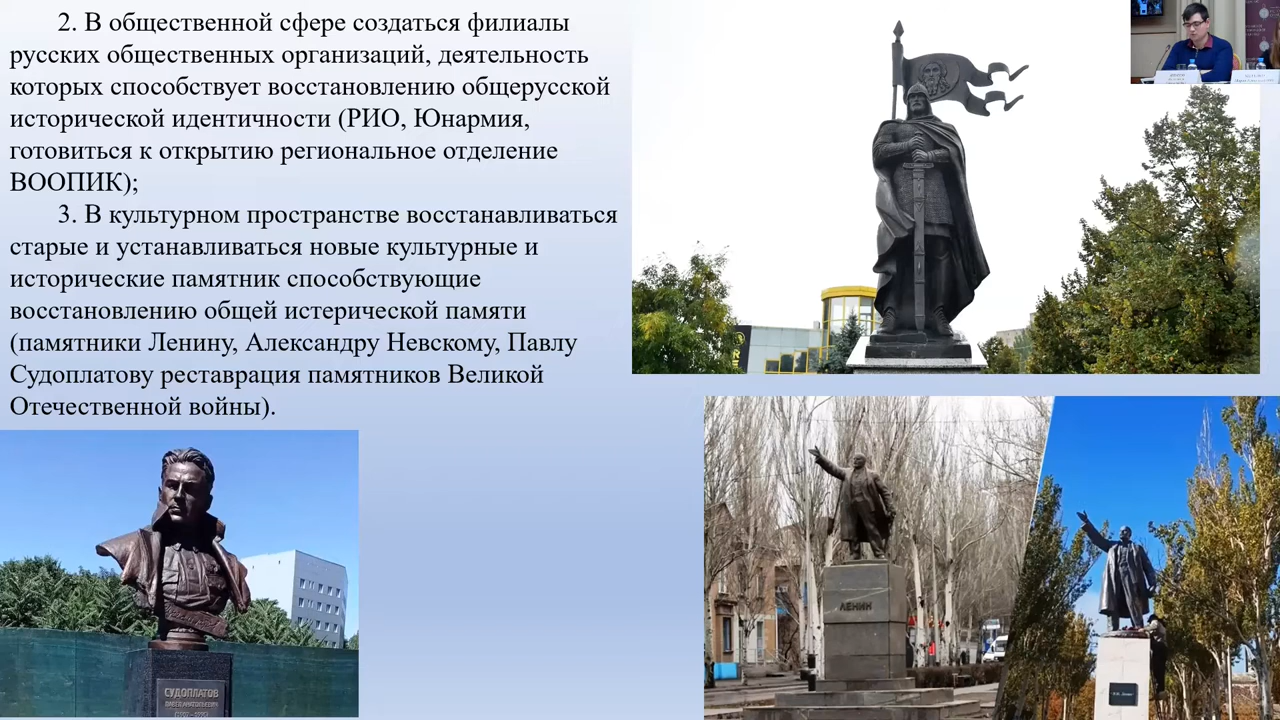 2. В общественной сфере создаться филиалы
русских общественных организаций, деятельность
которых способствует восстановлению общерусской
исторической идентичности (РИО, Юнармия,
готовиться к открытию региональное отделение
ВООПИК);
3. В культурном пространстве восстанавливаться
старые и устанавливаться новые культурные и
исторические памятник способствующие
восстановлению общей истерической памяти
(памятники Ленину, Александру Невскому, Павлу
Судоплатову реставрация памятников Великой
Отечественной войны).
СУДОПЛАТОВ
ПАВЕЛ АНАТОЛЬЕВИЧ
ЛЕНИН